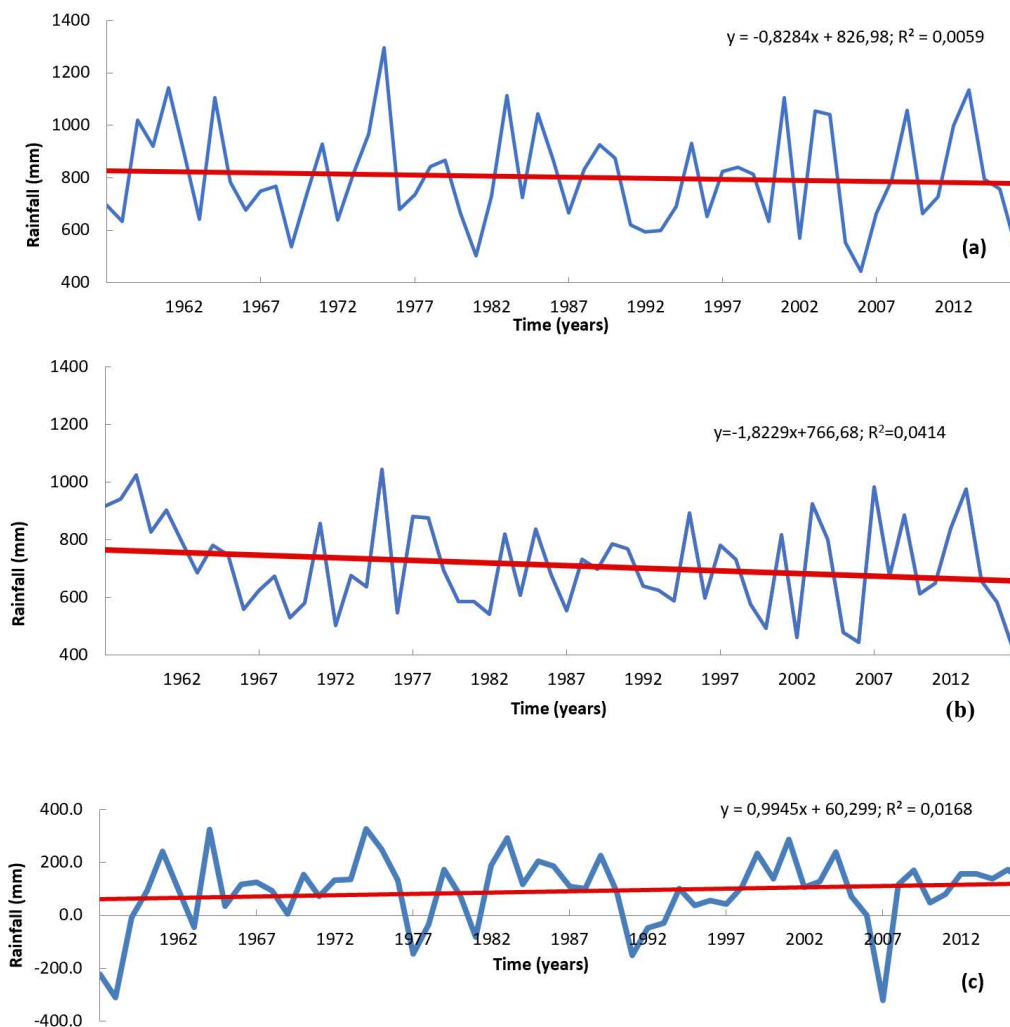 1400
y = -0,8284x + 826,98; R² = 0,0059
1200
1000
800
600
400
Rainfall (mm)
(a)
1962 1967 1972 1977 1982 1987 1992 1997 2002 2007 2012
Time (years)
1400
1200
y=-1,8229x+766,68; R²=0,0414
1000
800
600
400
Rainfall (mm)
1962 1967 1972 1977 1982 1987 1992 1997 2002 2007 2012
Time (years)
(b)
400.0
y = 0,9945x + 60,299; R² = 0,0168
200.0
0.0
-200.0
-400.0
Rainfall (mm)
1962 1967 1972 1977 1982 1987 1992 1997 2002 2007 2012
Time (years)
(c)